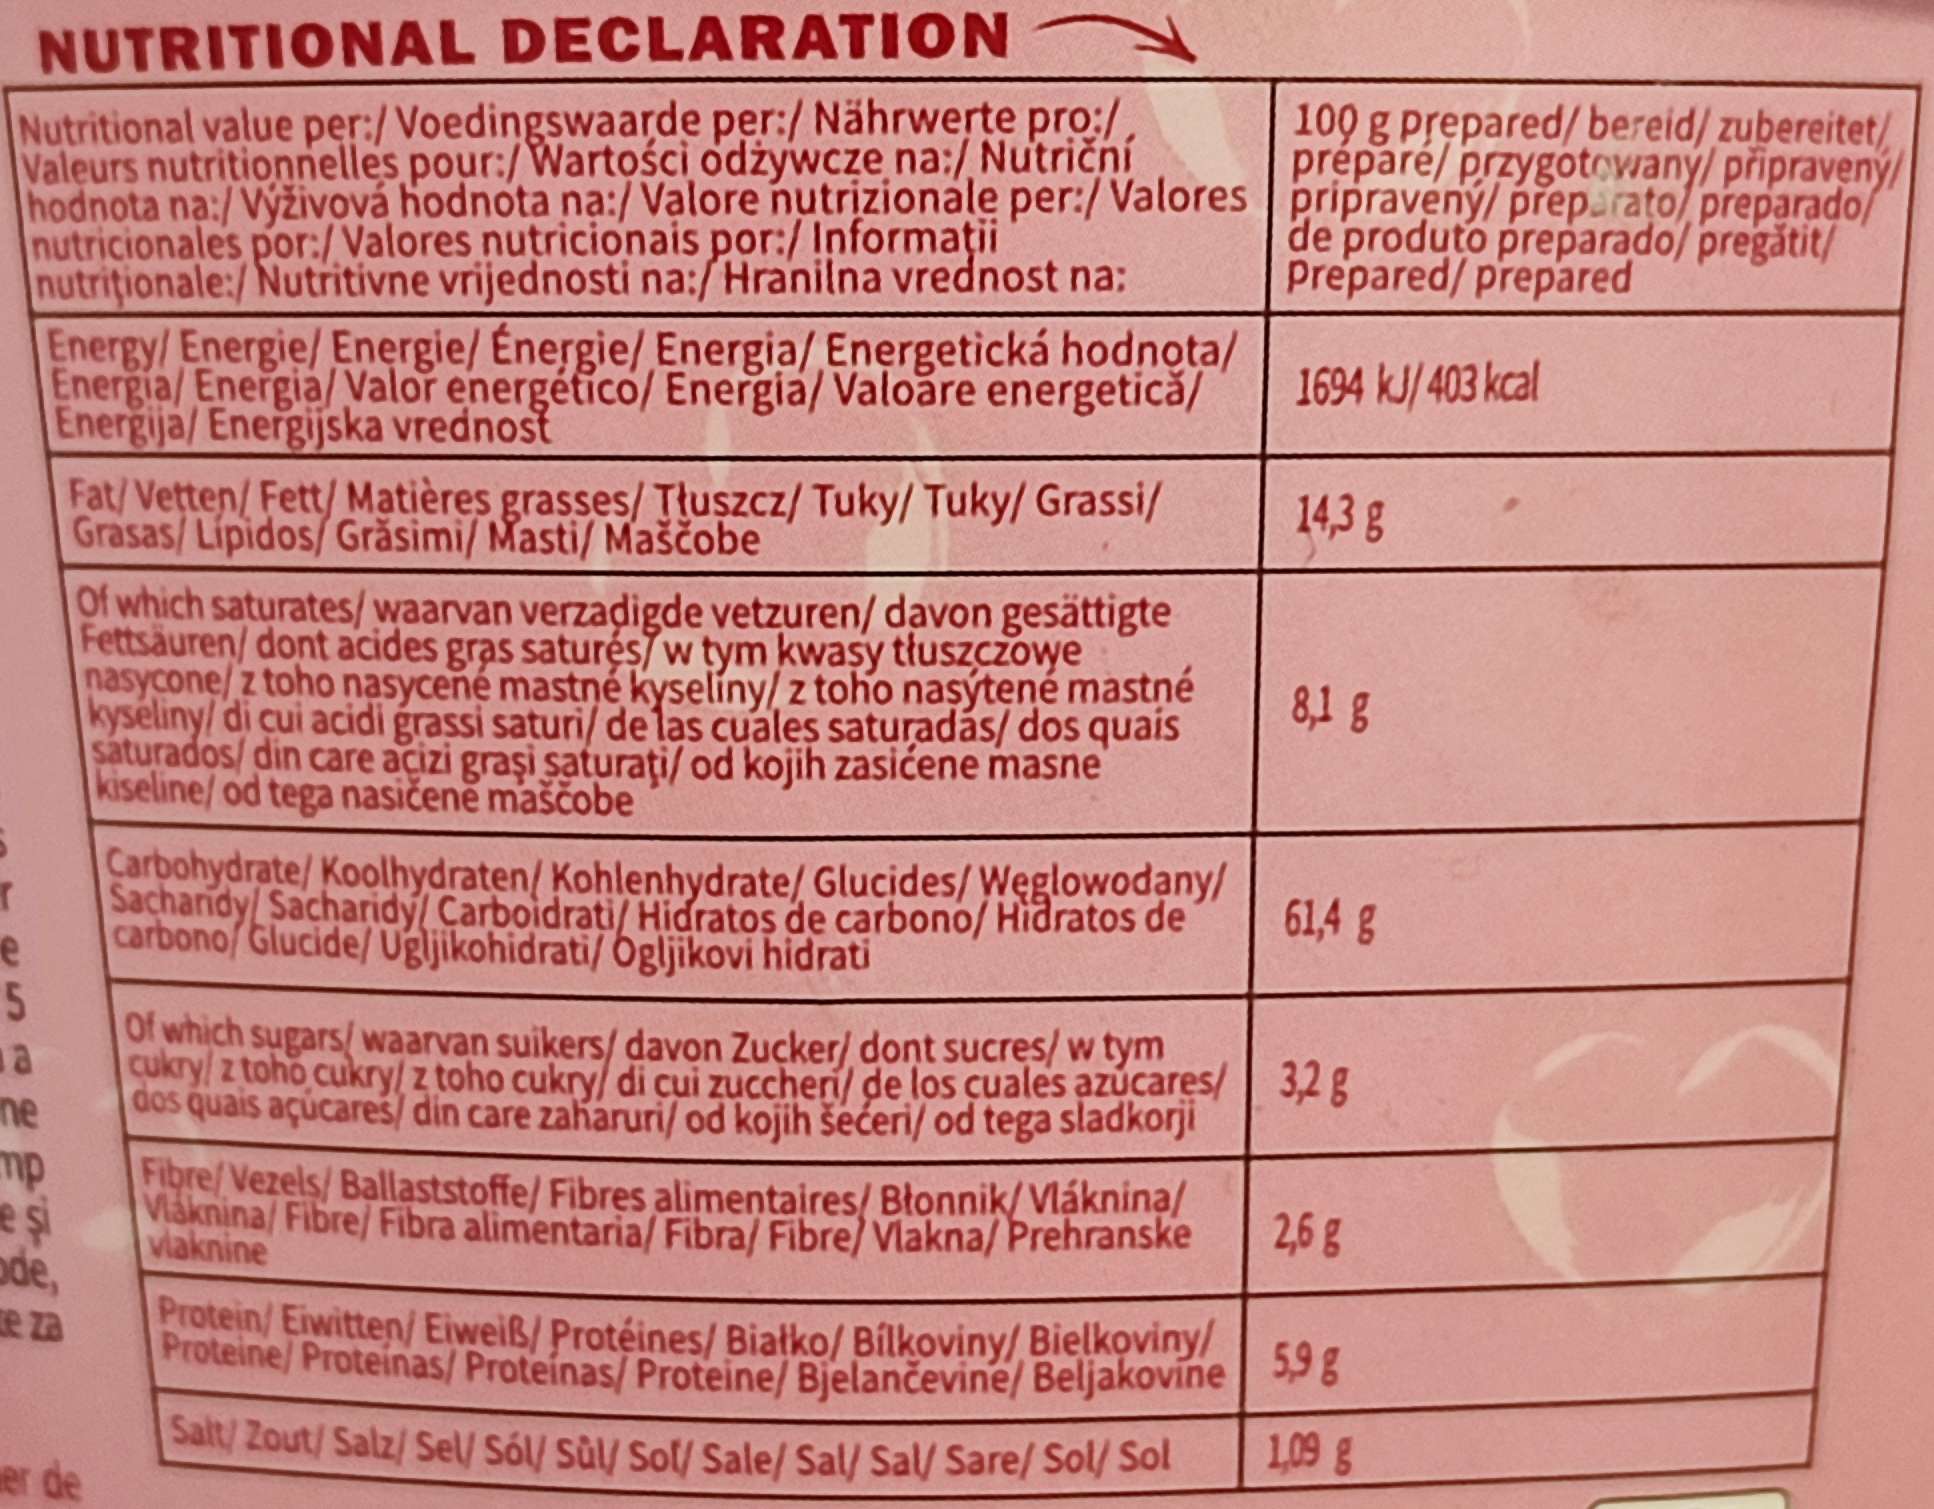 NUTRITIONAL DECLARATION
Nutritional value per:/ Voedingswaarde per:/ Nährwerte pro:/
Valeurs nutritionnelles pour:/ Wartości odżywcze na:/ Nutriční
hodnota na:/ Výživová hodnota na:/ Valore nutrizionale per:/ Valores
nutricionales por:/ Valores nutricionais por:/ Informaţii
nutriţionale:/ Nutritivne vrijednosti na:/ Hranilna vrednost na:
100 g prepared/ bereid/ zubereitet/
préparé/ przygotowany/ připravený/
pripravený/ preparato/ preparado/
de produto preparado/ pregătit/
Prepared/ prepared
Energy/ Energie/ Energie/ Énergie/ Energia/ Energetická hodnota/
Energia/ Energia/ Valor energético/ Energia/ Valoare energetică/
Energija/ Energijska vrednost
1694 kJ/ 403 kcal
Fat/ Vetten/ Fett/ Matières grasses/ Tłuszcz/ Tuky/ Tuky/ Grassi/
Grasas/ Lípidos/ Grăsimi/ Masti/ Maščobe
14,3 g
Of which saturates/ waarvan verzadigde vetzuren/ davon gesättigte
Fettsäuren/ dont acides gras saturés/ w tym kwasy tłuszczowe
nasycone/ z toho nasycené mastné kyseliny/ z toho nasýtené mastné
kyseliny/ di cui acidi grassi saturi/ de las cuales saturadas/ dos quais
saturados/ din care acizi graşi saturaţi/ od kojih zasićene masne
kiseline/ od tega nasičene maščobe
8,1 g
Carbohydrate/ Koolhydraten/ Kohlenhydrate/ Glucides/ Węglowodany/
Sacharidy/ Sacharidy/ Carboidrati/ Hidratos de carbono/ Hidratos de
carbono/ Glucide/ Ugljikohidrati/ Ogljikovi hidrati
61,4 g
Of which sugars/ waarvan suikers/ davon Zucker/ dont sucres/ w tym
cukry/ z toho cukry/ z toho cukry/ di cui zuccheri/ de los cuales azúcares/
dos quais açúcares/ din care zaharuri/ od kojih šećeri/ od tega sladkorji
3,2 g
Fibre/ Vezels/ Ballaststoffe/ Fibres alimentaires/ Błonnik/ Vláknina/
Vláknina/ Fibre/ Fibra alimentaria/ Fibra/ Fibre/ Vlakna/ Prehranske
vlaknine
2,6 g
Protein/ Eiwitten/ Eiweiß/ Protéines/ Białko/ Bílkoviny/ Bielkoviny/
Proteine/ Proteínas/ Proteínas/ Proteine/ Bjelančevine/ Beljakovine
5,9 g
Salt/ Zout/ Salz/ Sel/ Sól/ Sůl/ Soľ/ Sale/ Sal/ Sal/ Sare/ Sol/ Sol
1,09 g
5
a
e şi
za
de